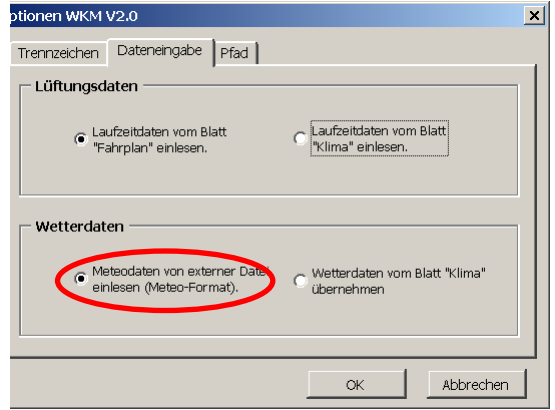 ptionen WKM V2.0
Trennzeichen Dateneingabe Pfad
Lüftungsdaten
Laufzeitdaten vom Blatt
"Fahrplan" einlesen.
Laufzeitdaten vom Blatt
"Klima" einlesen.
Wetterdaten
Meteodaten von externer Datei
einlesen (Meteo-Format).
Wetterdaten vom Blatt "Klima"
übernehmen
OK Abbrechen